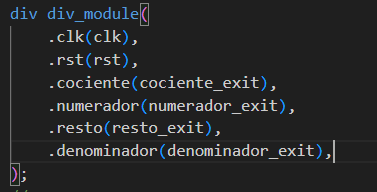 div div_module(
.clk(clk),
.rst(rst),
.cociente(cociente_exit),
.numerador(numerador_exit),
.resto(resto_exit),
.denominador(denominador_exit),
);